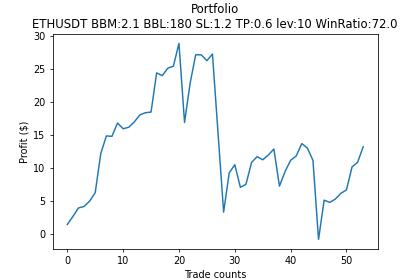 Portfolio
ETHUSDT BBM:2.1 BBL:180 SL:1.2 TP:0.6 lev:10 WinRatio:72.0
30
25
20
15
10
5
0
Profit ($)
0 10 20 30 40 50
Trade counts